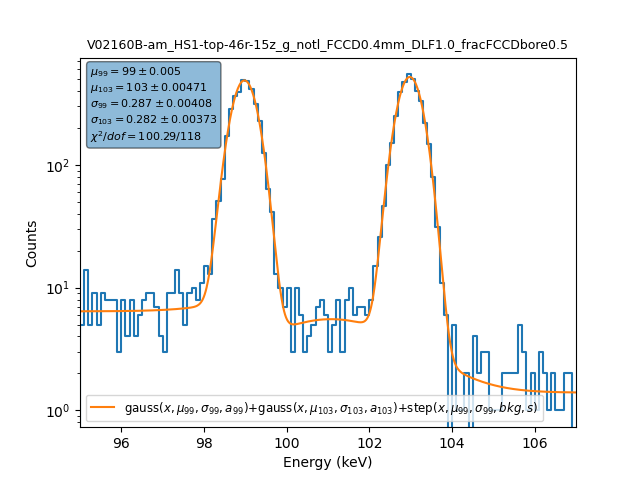 V02160B-am_HS1-top-46r-15z_g_notl_FCCD0.4mm_DLF1.0_fracFCCDbore0.5
μ₉₉ = 99 ± 0.005
μ₁₀₃ = 103 ± 0.00471
σ₉₉ = 0.287 ± 0.00408
σ₁₀₃ = 0.282 ± 0.00373
χ²/dof = 100.29/118
Counts
10²
10¹
10⁰
gauss(x, μ₉₉, σ₉₉, a₉₉)+gauss(x, μ₁₀₃, σ₁₀₃, a₁₀₃)+step(x, μ₉₉, σ₉₉, bkg, s)
96 98 100 102 104 106
Energy (keV)